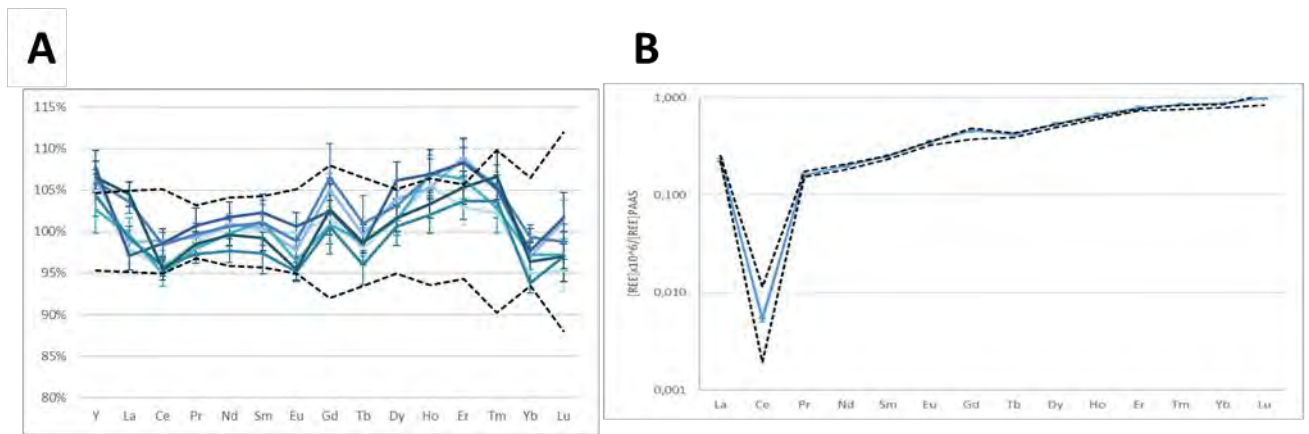 A
B
115%
110%
105%
100%
95%
90%
85%
80%
Y La Ce Pr Nd Sm Eu Gd Tb Dy Ho Er Tm Yb Lu
[REE]x10^6/[REE]PAAS
1,000
0,100
0,010
0,001
La Ce Pr Nd Sm Eu Gd Tb Dy Ho Er Tm Yb Lu